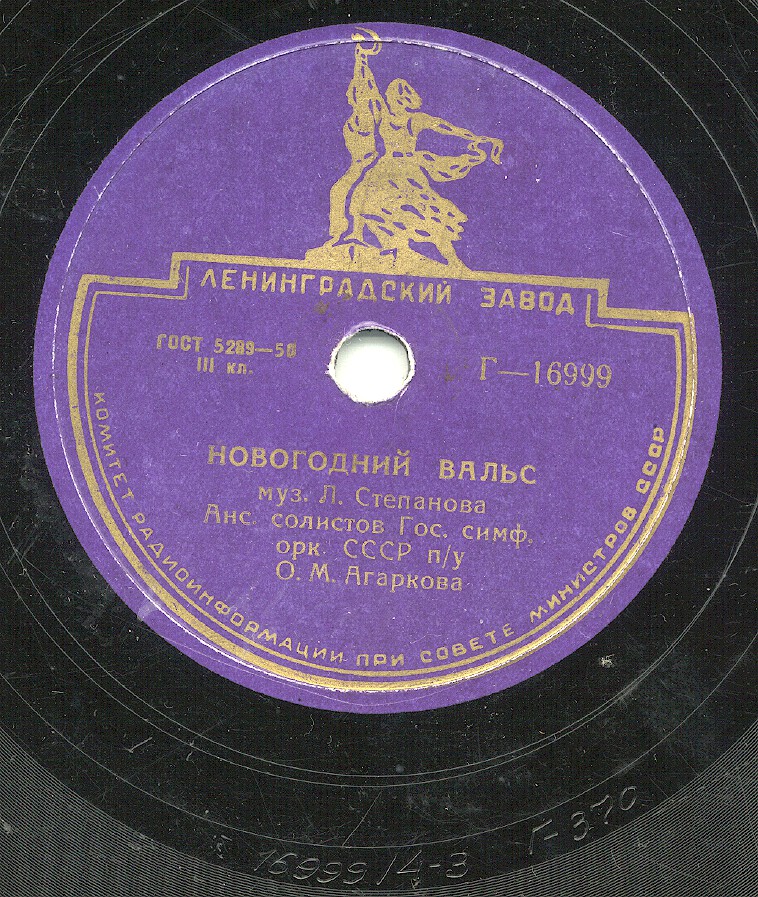 ЛЕНИНГРАДСКИЙ ЗАВОД
ГОСТ 5289—50
III кл.
Г—16999
НОВОГОДНИЙ ВАЛЬС
муз. Л. Степанова
Анс. солистов Гос. симф.
орк. СССР п/у
О. М. Агаркова
КОМИТЕТ РАДИОИНФОРМАЦИИ ПРИ СОВЕТЕ МИНИСТРОВ СССР
16999/4-3 Г-370